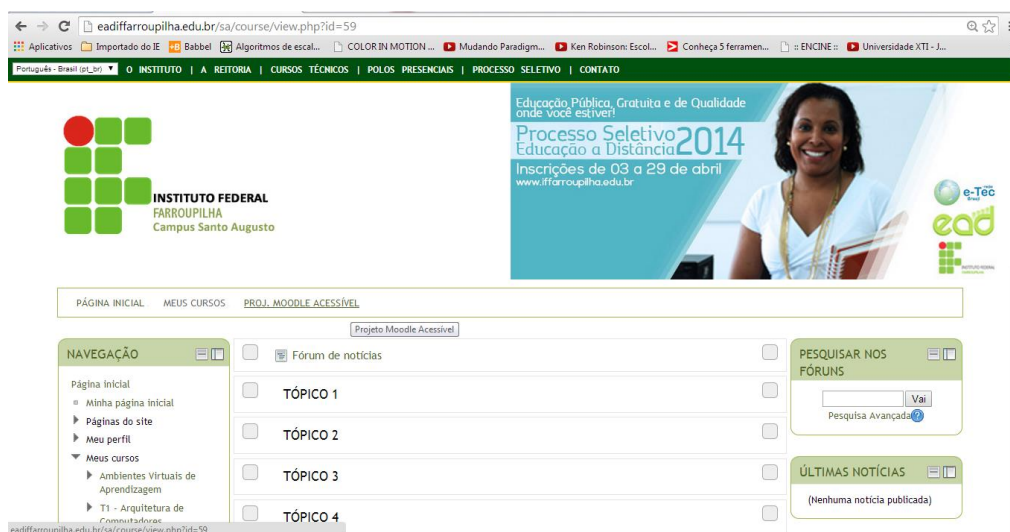 eadiffarroupilha.edu.br/sa/course/view.php?id=59
Aplicativos Importado do IE Babbel Algoritmos de escal... COLOR IN MOTION ... Mudando Paradigm... Ken Robinson: Escol... Conheça 5 ferramen... :: ENCINE :: Universidade XTI - J...
Português - Brasil (pt_br) O INSTITUTO | A REITORIA | CURSOS TÉCNICOS | POLOS PRESENCIAIS | PROCESSO SELETIVO | CONTATO
INSTITUTO FEDERAL
FARROUPILHA
Campus Santo Augusto
Educação Pública, Gratuita e de Qualidade
onde você estiver!
Processo Seletivo 2014
Educação a Distância
Inscrições de 03 a 29 de abril
www.iffarroupilha.edu.br
e-Tec
Brasil
ead
PÁGINA INICIAL MEUS CURSOS PROJ. MOODLE ACESSÍVEL
Projeto Moodle Acessível
NAVEGAÇÃO
Página inicial
Minha página inicial
Páginas do site
Meu perfil
Meus cursos
Ambientes Virtuais de
Aprendizagem
T1 - Arquitetura de
Computadores
Fórum de notícias
TÓPICO 1
TÓPICO 2
TÓPICO 3
TÓPICO 4
PESQUISAR NOS
FÓRUNS
Vai
Pesquisa Avançada
ÚLTIMAS NOTÍCIAS
(Nenhuma notícia publicada)
eadiffarroupilha.edu.br/sa/course/view.php?id=59